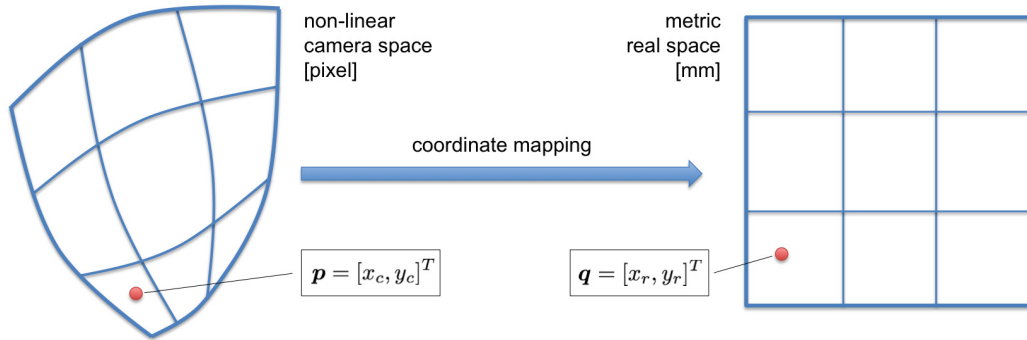 non-linear
camera space
[pixel]
metric
real space
[mm]
coordinate mapping
p = [x_c, y_c]^T
q = [x_r, y_r]^T